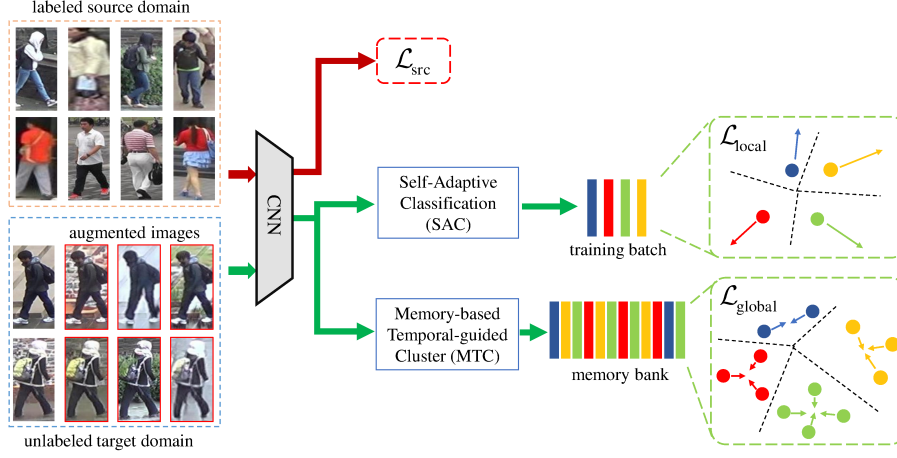 labeled source domain
ℒsrc
CNN
augmented images
unlabeled target domain
Self-Adaptive
Classification
(SAC)
training batch
ℒlocal
Memory-based
Temporal-guided
Cluster (MTC)
memory bank
ℒglobal